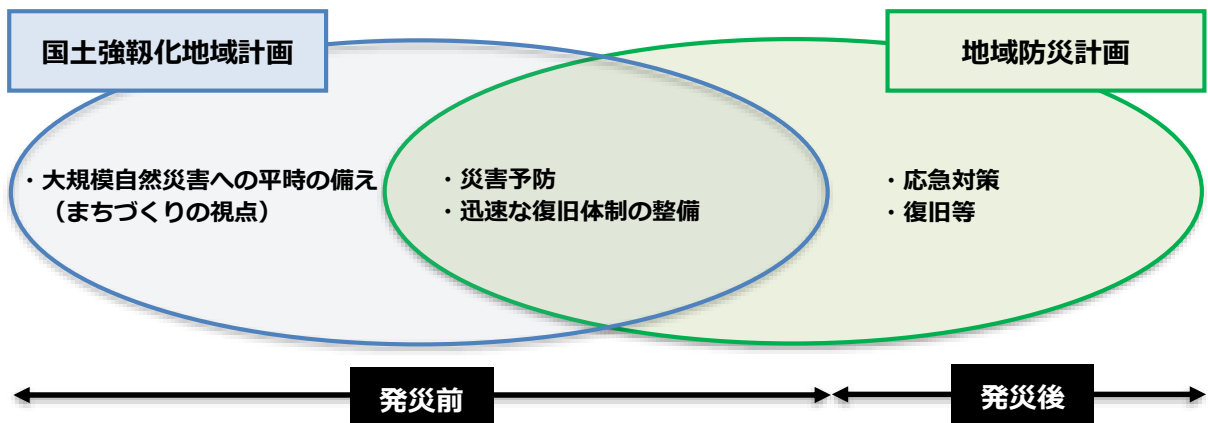 国土強靱化地域計画
地域防災計画
・大規模自然災害への平時の備え
（まちづくりの視点）
・災害予防
・迅速な復旧体制の整備
・応急対策
・復旧等
発災前
発災後